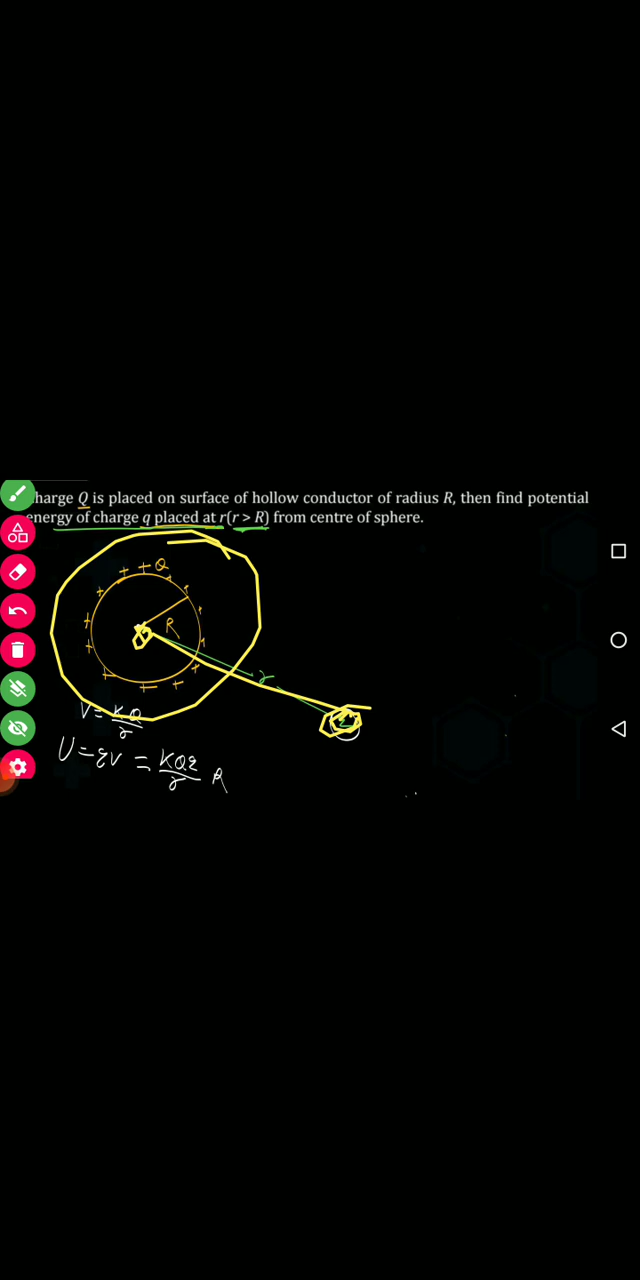 harge Q is placed on surface of hollow conductor of radius R, then find potential
energy of charge q placed at r(r > R) from centre of sphere.
+ + Q
R
r
V = KQ/r
U = qV = KQq/r R